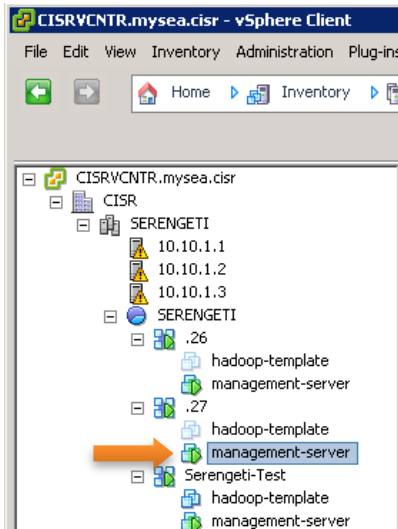 CISRVCNTR.mysea.cisr - vSphere Client
File Edit View Inventory Administration Plug-ins
Home Inventory
CISRVCNTR.mysea.cisr
CISR
SERENGETI
10.10.1.1
10.10.1.2
10.10.1.3
SERENGETI
.26
hadoop-template
management-server
.27
hadoop-template
management-server
Serengeti-Test
hadoop-template
management-server